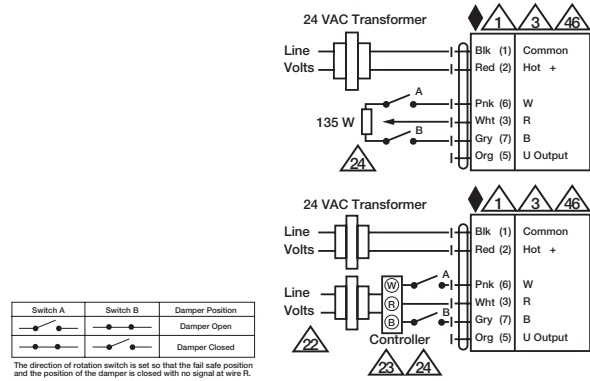 24 VAC Transformer
1 3 46
Line
Volts
Blk (1) Common
Red (2) Hot +
A
Pnk (6) W
135 W
Wht (3) R
B
Gry (7) B
Org (5) U Output
24
24 VAC Transformer
1 3 46
Line
Volts
Blk (1) Common
Red (2) Hot +
A
Line
Volts
W
Pnk (6) W
R
Wht (3) R
B
B
Gry (7) B
Org (5) U Output
22
Controller
23 24
Switch A Switch B Damper Position
Damper Open
Damper Closed
The direction of rotation switch is set so that the fail safe position
and the position of the damper is closed with no signal at wire R.